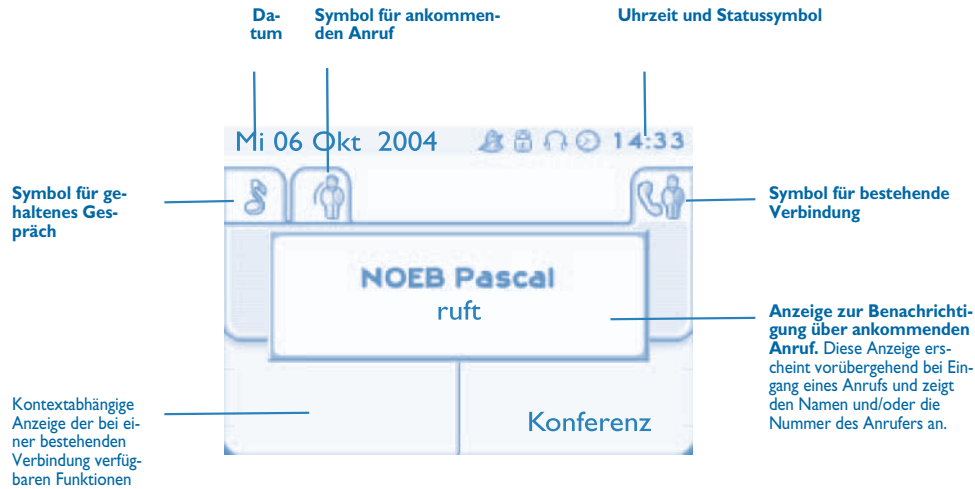 Da-
tum
Symbol für ankommen-
den Anruf
Uhrzeit und Statussymbol
Mi 06 Okt 2004
14:33
Symbol für ge-
haltenes Ges-
präch
Symbol für bestehende
Verbindung
NOEB Pascal
ruft
Anzeige zur Benachrichti-
gung über ankommenden
Anruf. Diese Anzeige ers-
cheint vorübergehend bei Ein-
gang eines Anrufs und zeigt
den Namen und/oder die
Nummer des Anrufers an.
Kontextabhängige
Anzeige der bei ei-
ner bestehenden
Verbindung verfüg-
baren Funktionen
Konferenz